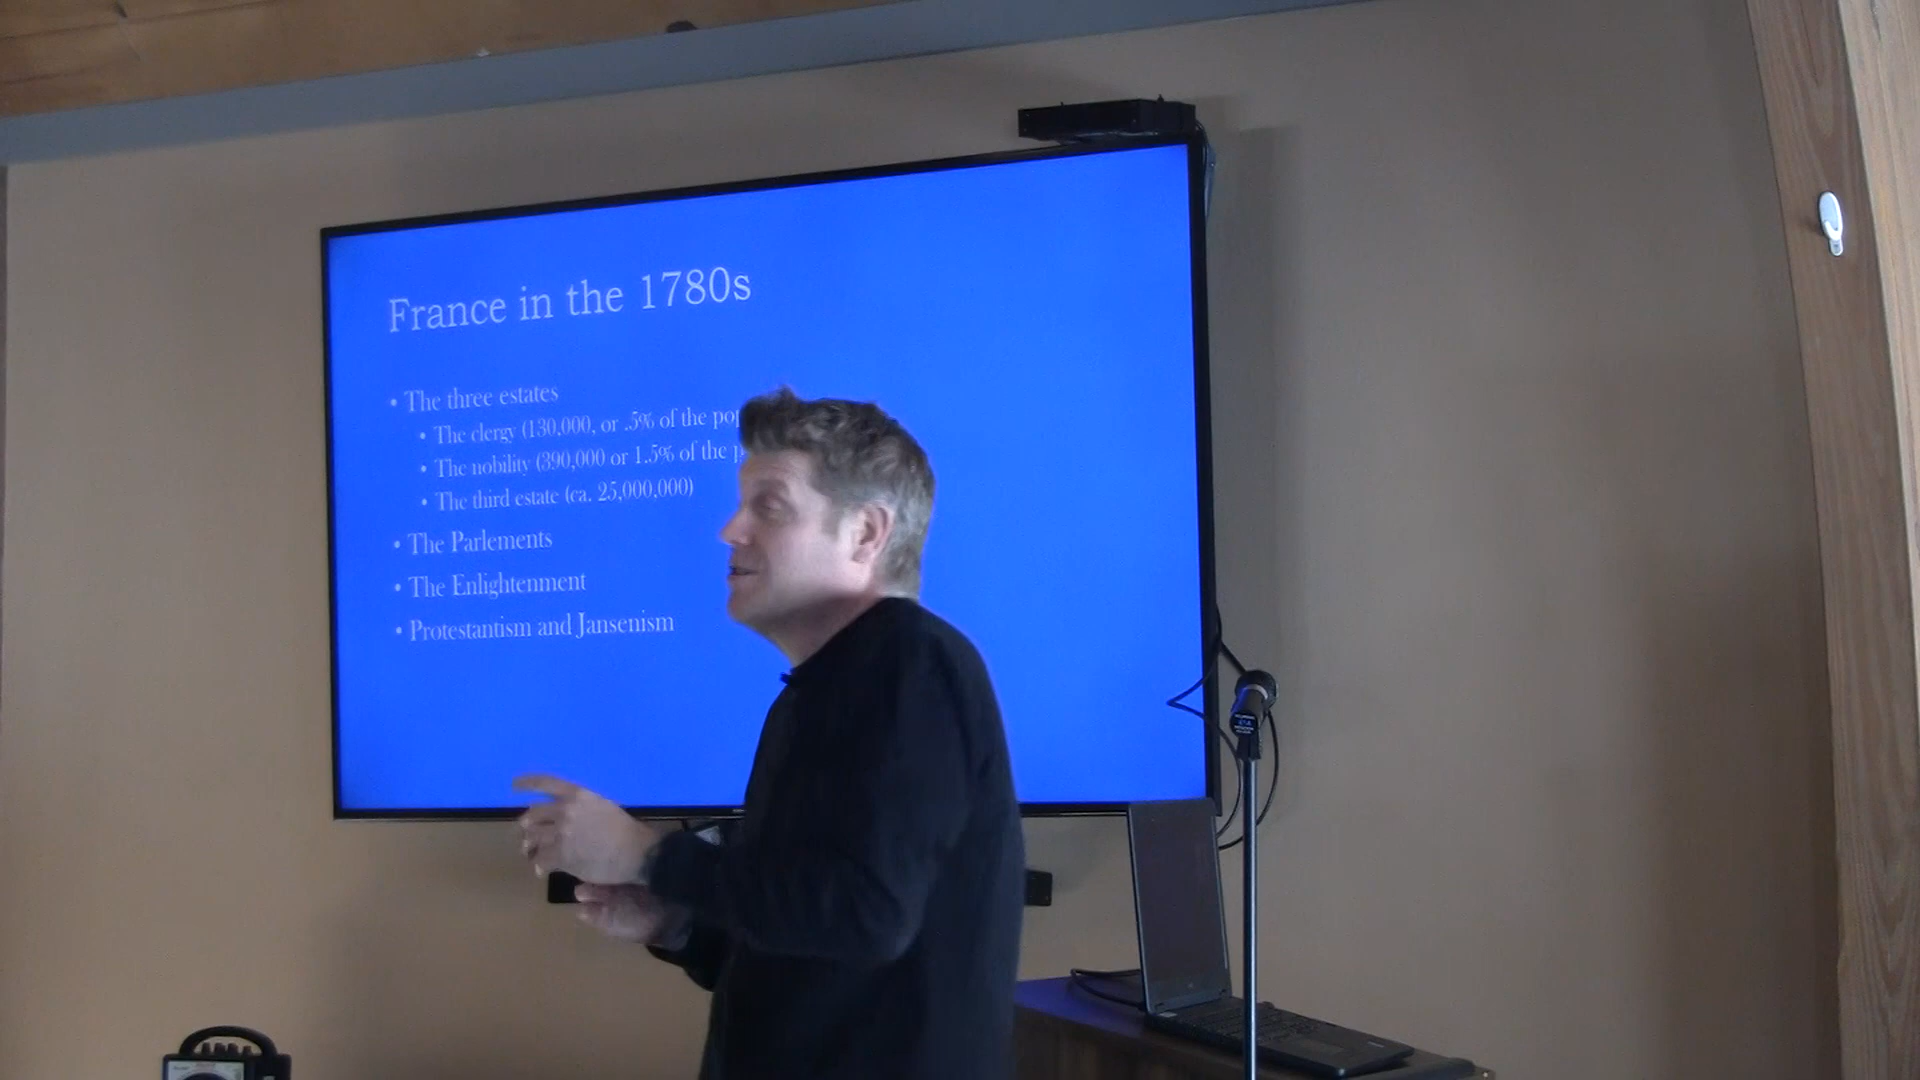 France in the 1780s
• The three estates
• The clergy (130,000, or .5% of the pop
• The nobility (390,000 or 1.5% of the p
• The third estate (ca. 25,000,000)
• The Parlements
• The Enlightenment
• Protestantism and Jansenism